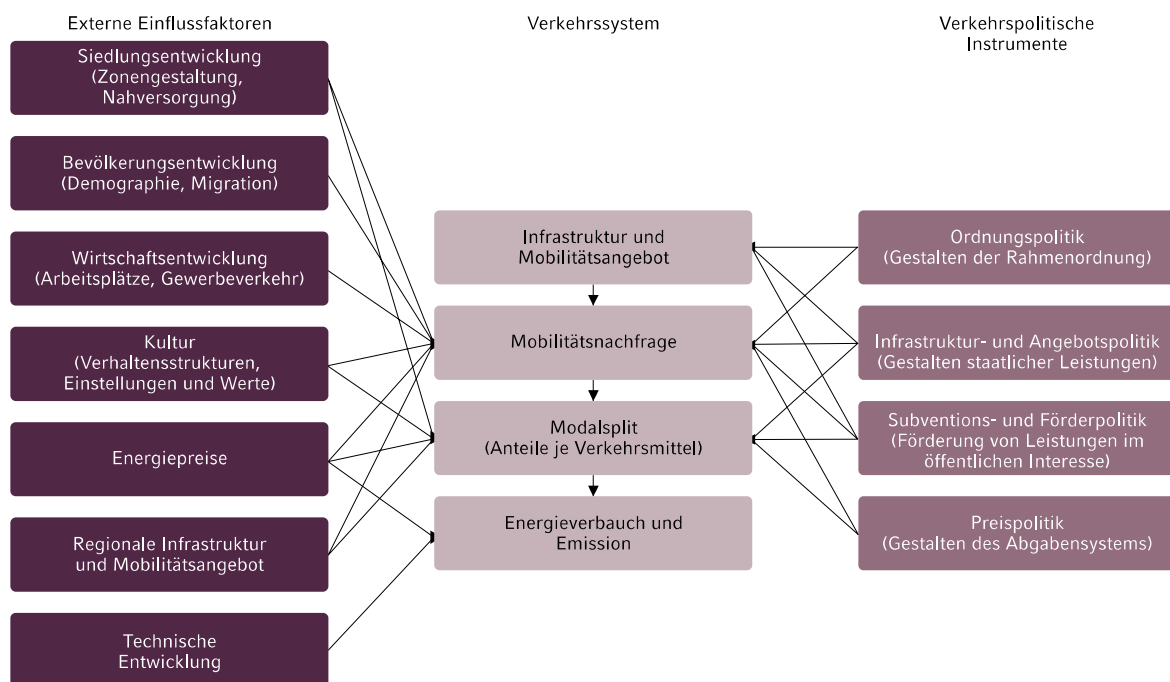 Externe Einflussfaktoren
Siedlungsentwicklung
(Zonengestaltung,
Nahversorgung)
Bevölkerungsentwicklung
(Demographie, Migration)
Wirtschaftsentwicklung
(Arbeitsplätze, Gewerbeverkehr)
Kultur
(Verhaltensstrukturen,
Einstellungen und Werte)
Energiepreise
Regionale Infrastruktur
und Mobilitätsangebot
Technische
Entwicklung
Verkehrssystem
Infrastruktur und
Mobilitätsangebot
Mobilitätsnachfrage
Modalsplit
(Anteile je Verkehrsmittel)
Energieverbauch und
Emission
Verkehrspolitische
Instrumente
Ordnungspolitik
(Gestalten der Rahmenordnung)
Infrastruktur- und Angebotspolitik
(Gestalten staatlicher Leistungen)
Subventions- und Förderpolitik
(Förderung von Leistungen im
öffentlichen Interesse)
Preispolitik
(Gestalten des Abgabensystems)